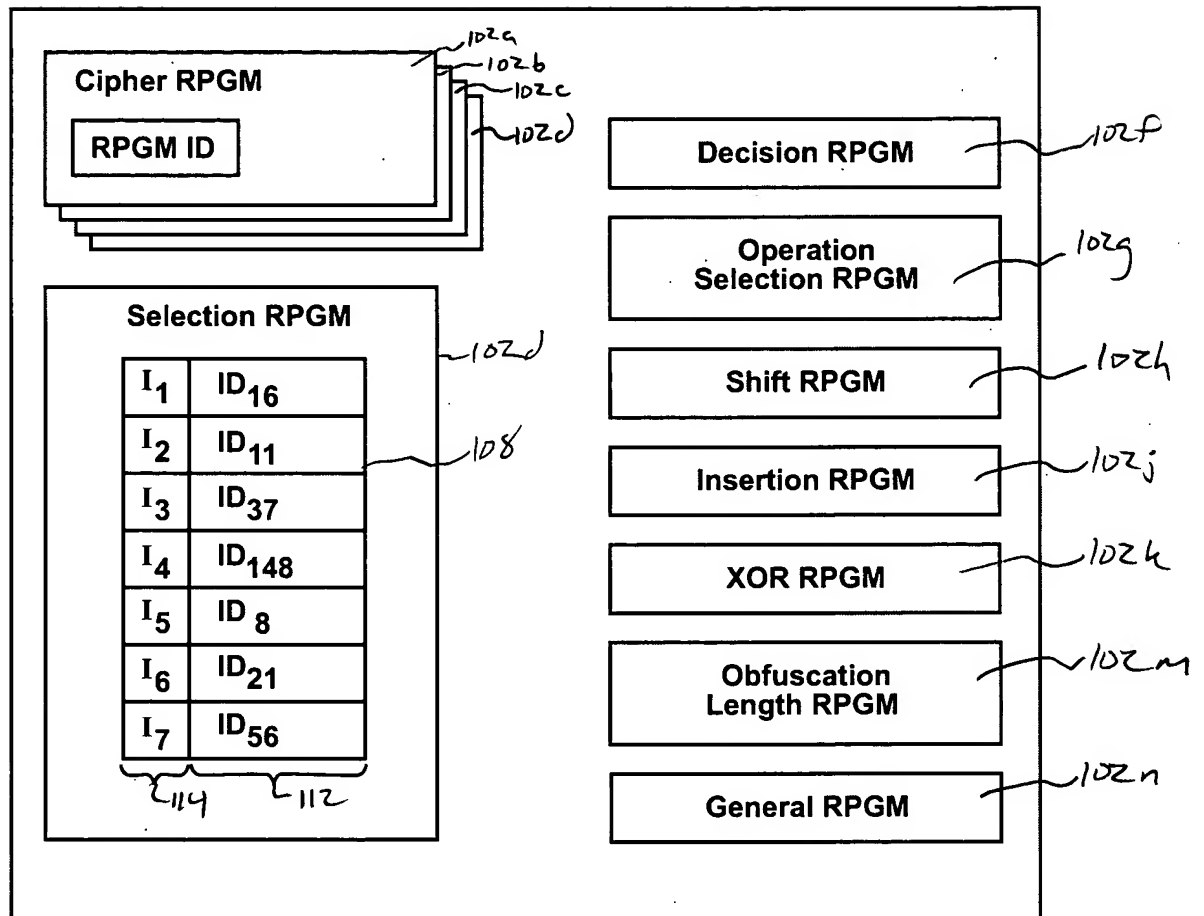 Cipher RPGM
RPGM ID
102a
102b
102c
102d
Selection RPGM
102d
I1 ID16
I2 ID11
I3 ID37
I4 ID148
I5 ID 8
I6 ID21
I7 ID56
108
114
112
Decision RPGM
102f
Operation
Selection RPGM
102g
Shift RPGM
102h
Insertion RPGM
102j
XOR RPGM
102k
Obfuscation
Length RPGM
102m
General RPGM
102n